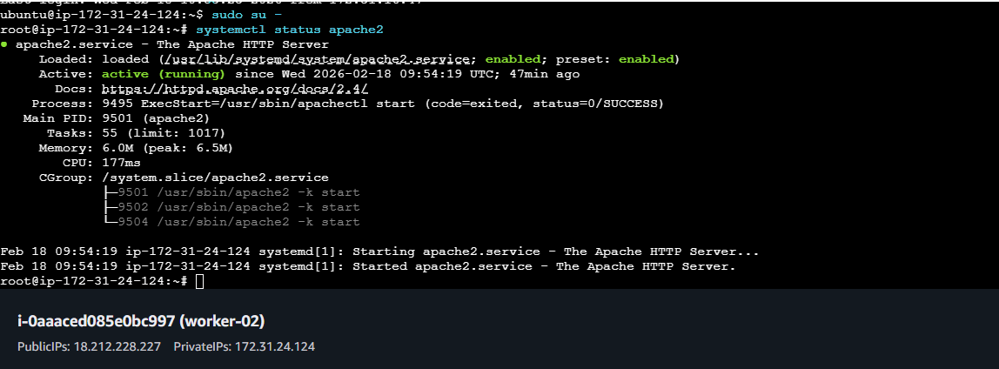 ubuntu@ip-172-31-24-124:~$ sudo su -
root@ip-172-31-24-124:~# systemctl status apache2
● apache2.service - The Apache HTTP Server
     Loaded: loaded (/usr/lib/systemd/system/apache2.service; enabled; preset: enabled)
     Active: active (running) since Wed 2026-02-18 09:54:19 UTC; 47min ago
       Docs: https://httpd.apache.org/docs/2.4/
    Process: 9495 ExecStart=/usr/sbin/apachectl start (code=exited, status=0/SUCCESS)
   Main PID: 9501 (apache2)
      Tasks: 55 (limit: 1017)
     Memory: 6.0M (peak: 6.5M)
        CPU: 177ms
     CGroup: /system.slice/apache2.service
             ├─9501 /usr/sbin/apache2 -k start
             ├─9502 /usr/sbin/apache2 -k start
             └─9504 /usr/sbin/apache2 -k start

Feb 18 09:54:19 ip-172-31-24-124 systemd[1]: Starting apache2.service - The Apache HTTP Server...
Feb 18 09:54:19 ip-172-31-24-124 systemd[1]: Started apache2.service - The Apache HTTP Server.
root@ip-172-31-24-124:~#
i-0aaaced085e0bc997 (worker-02)
PublicIPs: 18.212.228.227 PrivateIPs: 172.31.24.124